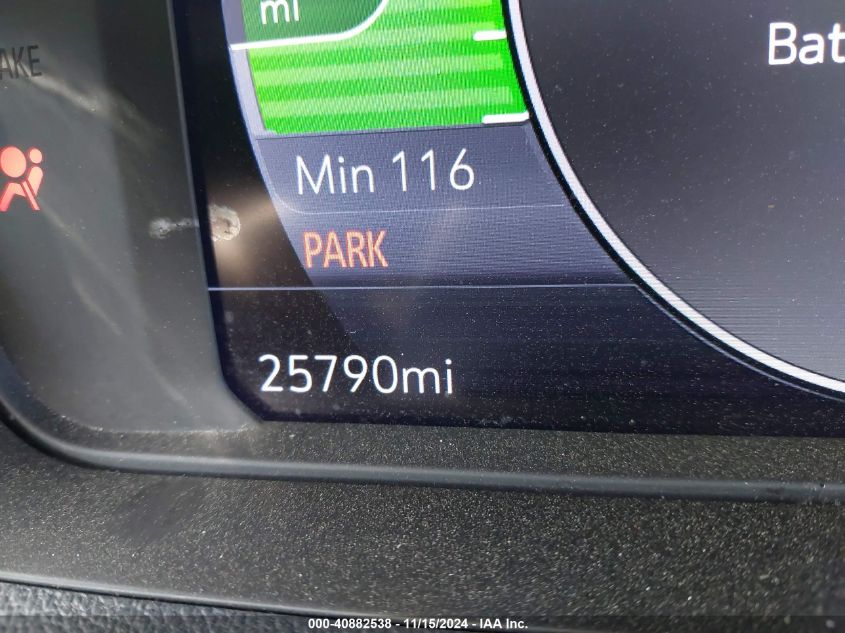 mi
Bat
AKE
Min 116
PARK
25790mi
000-40882538 - 11/15/2024 - IAA Inc.